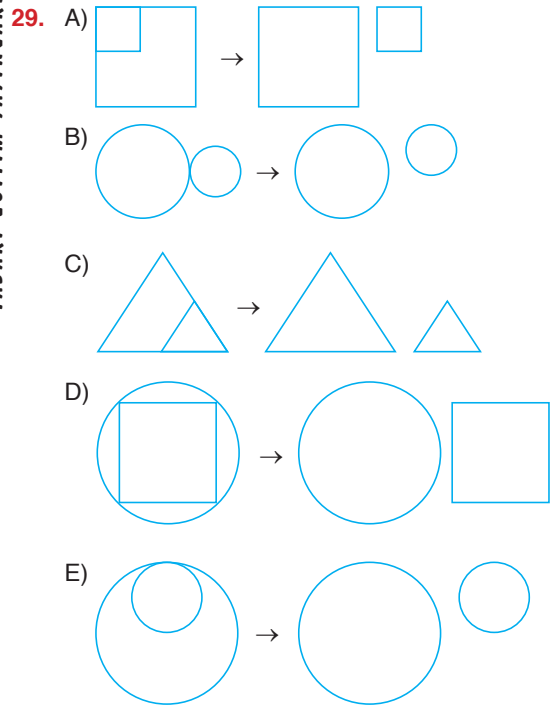 29. A) →
B) →
C) →
D) →
E) →